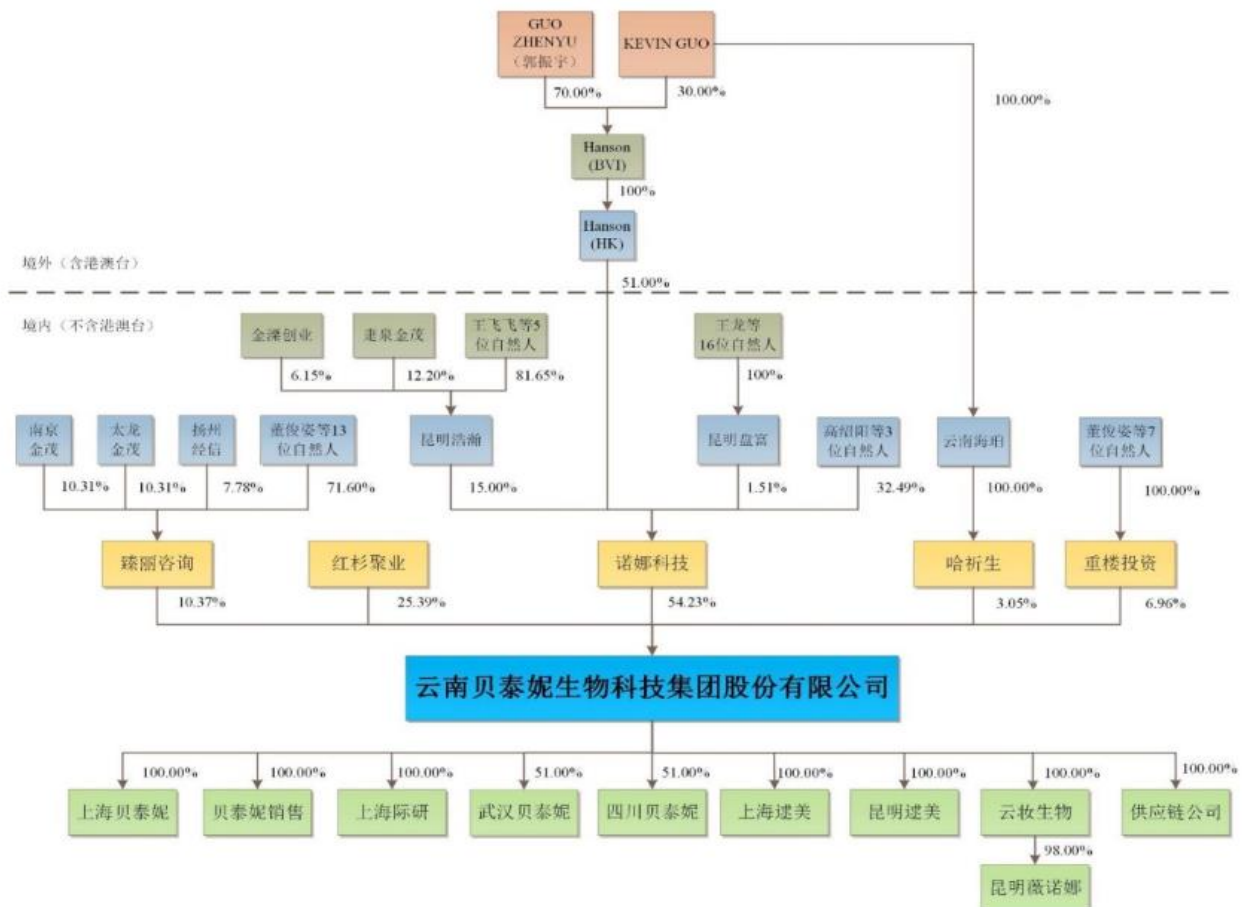 GUO
ZHENYU
（郭振宇）
KEVIN GUO
70.00%
30.00%
100.00%
Hanson
(BVI)
100%
Hanson
(HK)
境外（含港澳台）
51.00%
境内（不含港澳台）
金溧创业
疌泉金茂
王飞飞等5
位自然人
王龙等
16位自然人
6.15%
12.20%
81.65%
100%
南京
金茂
太龙
金茂
扬州
经信
董俊姿等13
位自然人
昆明浩瀚
昆明盘富
高绍阳等3
位自然人
云南海珀
董俊姿等7
位自然人
10.31%
10.31%
7.78%
71.60%
15.00%
1.51%
32.49%
100.00%
100.00%
臻丽咨询
红杉聚业
诺娜科技
哈祈生
重楼投资
10.37%
25.39%
54.23%
3.05%
6.96%
云南贝泰妮生物科技集团股份有限公司
100.00%
100.00%
100.00%
51.00%
51.00%
100.00%
100.00%
100.00%
100.00%
上海贝泰妮
贝泰妮销售
上海际研
武汉贝泰妮
四川贝泰妮
上海逑美
昆明逑美
云妆生物
供应链公司
98.00%
昆明薇诺娜